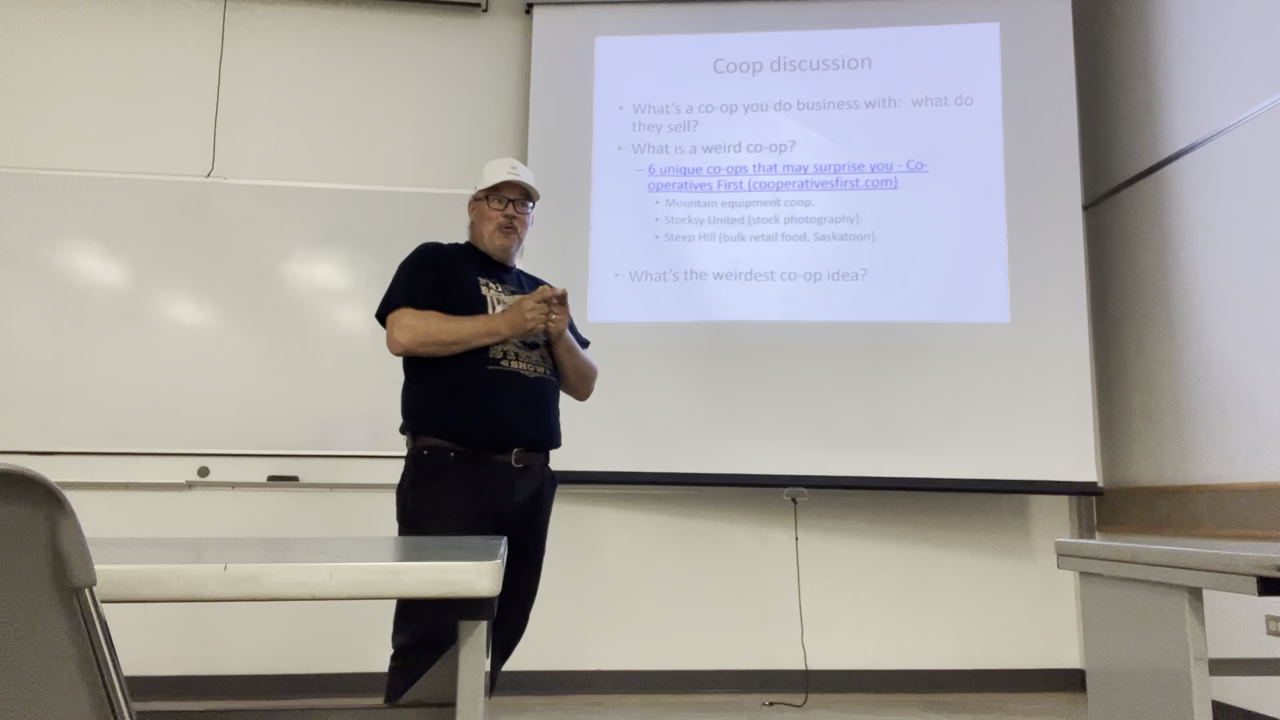 Coop discussion
• What's a co-op you do business with: what do
they sell?
• What is a weird co-op?
– 6 unique co-ops that may surprise you - Co-
operatives First (cooperativesfirst.com)
• Mountain equipment coop.
• Stocksy United (stock photography).
• Steep Hill (bulk retail food, Saskatoon).
• What's the weirdest co-op idea?
SHOW